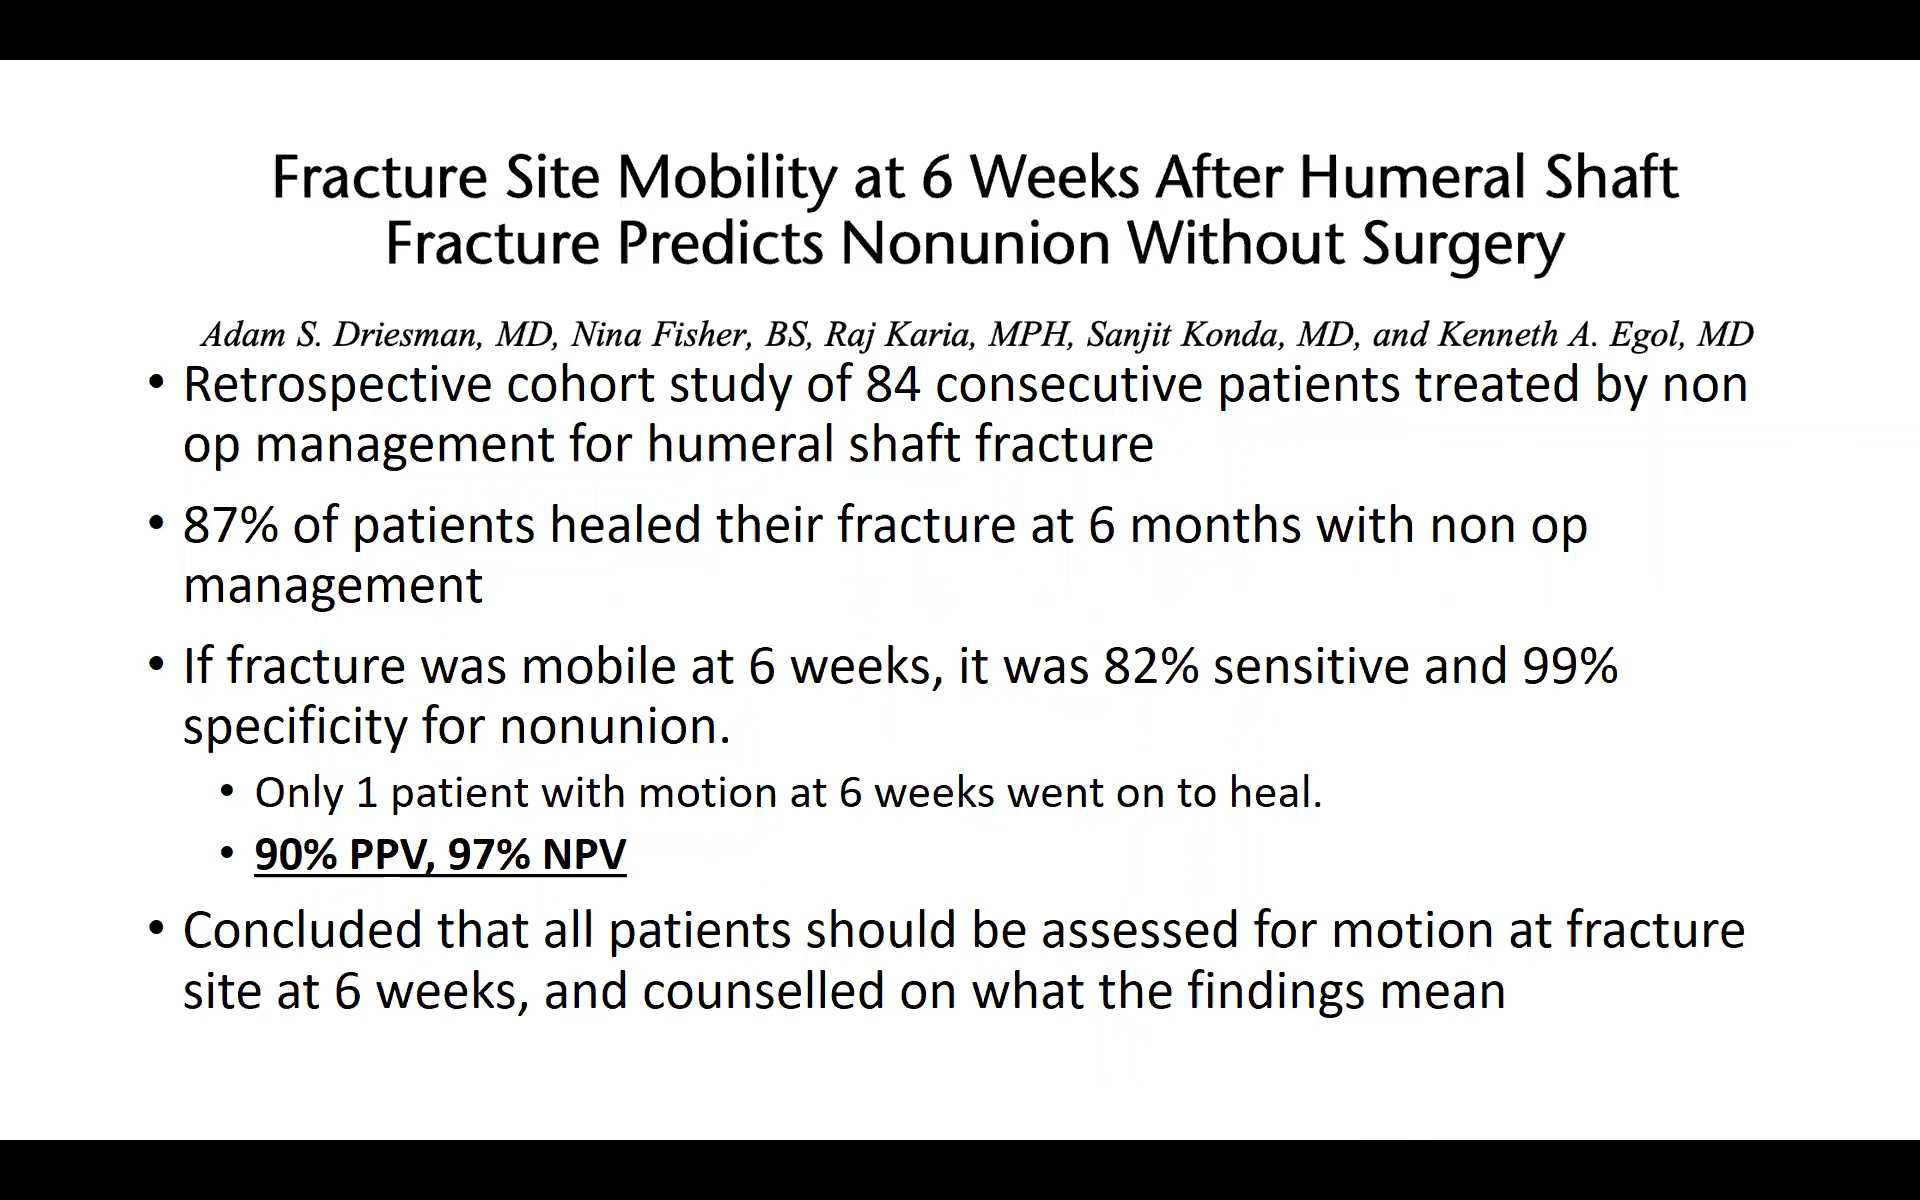 Fracture Site Mobility at 6 Weeks After Humeral Shaft
Fracture Predicts Nonunion Without Surgery
Adam S. Driesman, MD, Nina Fisher, BS, Raj Karia, MPH, Sanjit Konda, MD, and Kenneth A. Egol, MD
• Retrospective cohort study of 84 consecutive patients treated by non
op management for humeral shaft fracture
• 87% of patients healed their fracture at 6 months with non op
management
• If fracture was mobile at 6 weeks, it was 82% sensitive and 99%
specificity for nonunion.
• Only 1 patient with motion at 6 weeks went on to heal.
• 90% PPV, 97% NPV
• Concluded that all patients should be assessed for motion at fracture
site at 6 weeks, and counselled on what the findings mean